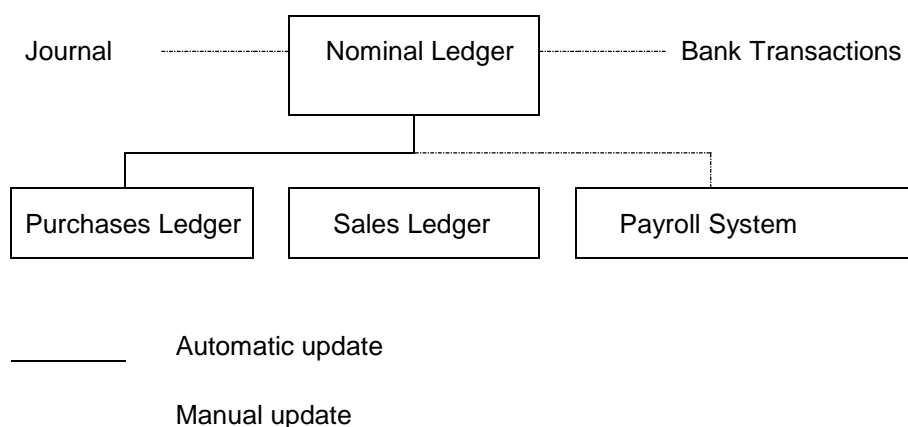 Journal
Nominal Ledger
Bank Transactions
Purchases Ledger
Sales Ledger
Payroll System
Automatic update
Manual update